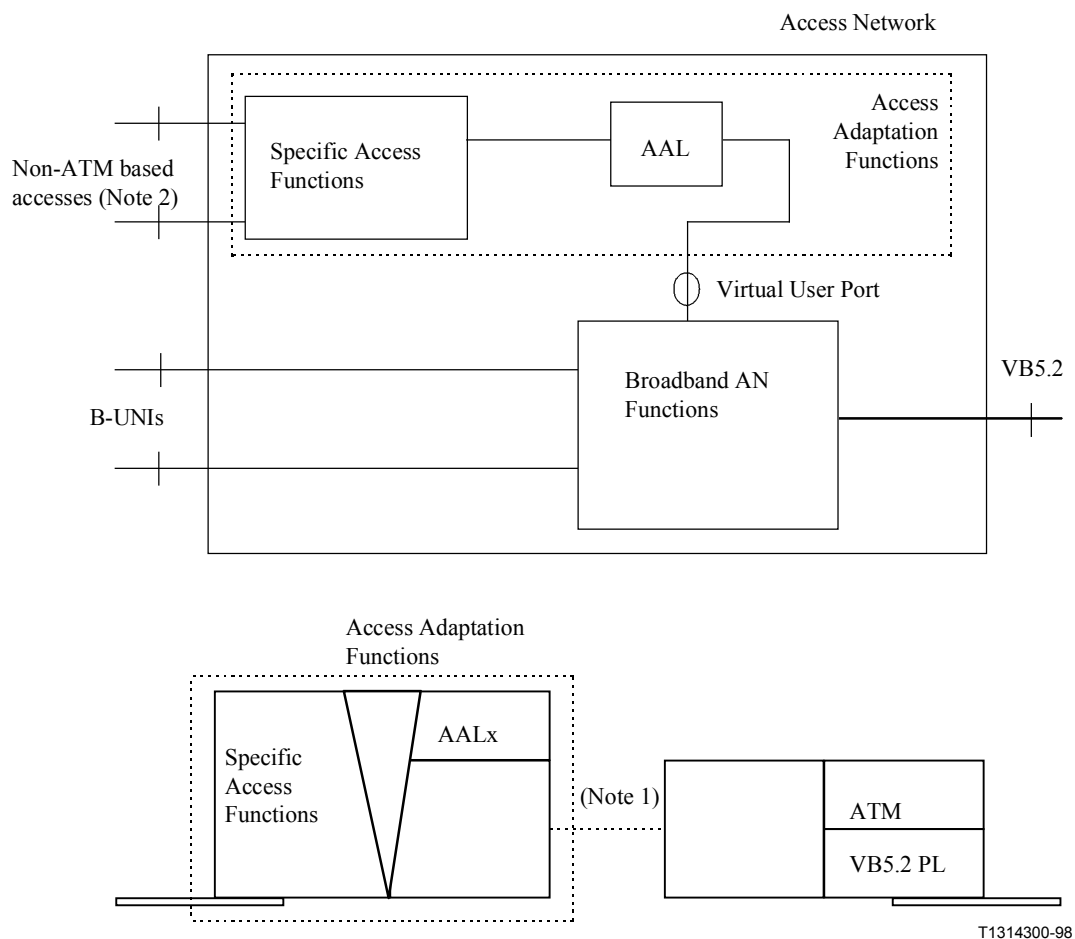 Access Network
Access
Adaptation
Functions
Specific Access
Functions
AAL
Non-ATM based
accesses (Note 2)
Virtual User Port
Broadband AN
Functions
VB5.2
B-UNIs
Access Adaptation
Functions
Specific
Access
Functions
AALx
(Note 1)
ATM
VB5.2 PL
T1314300-98